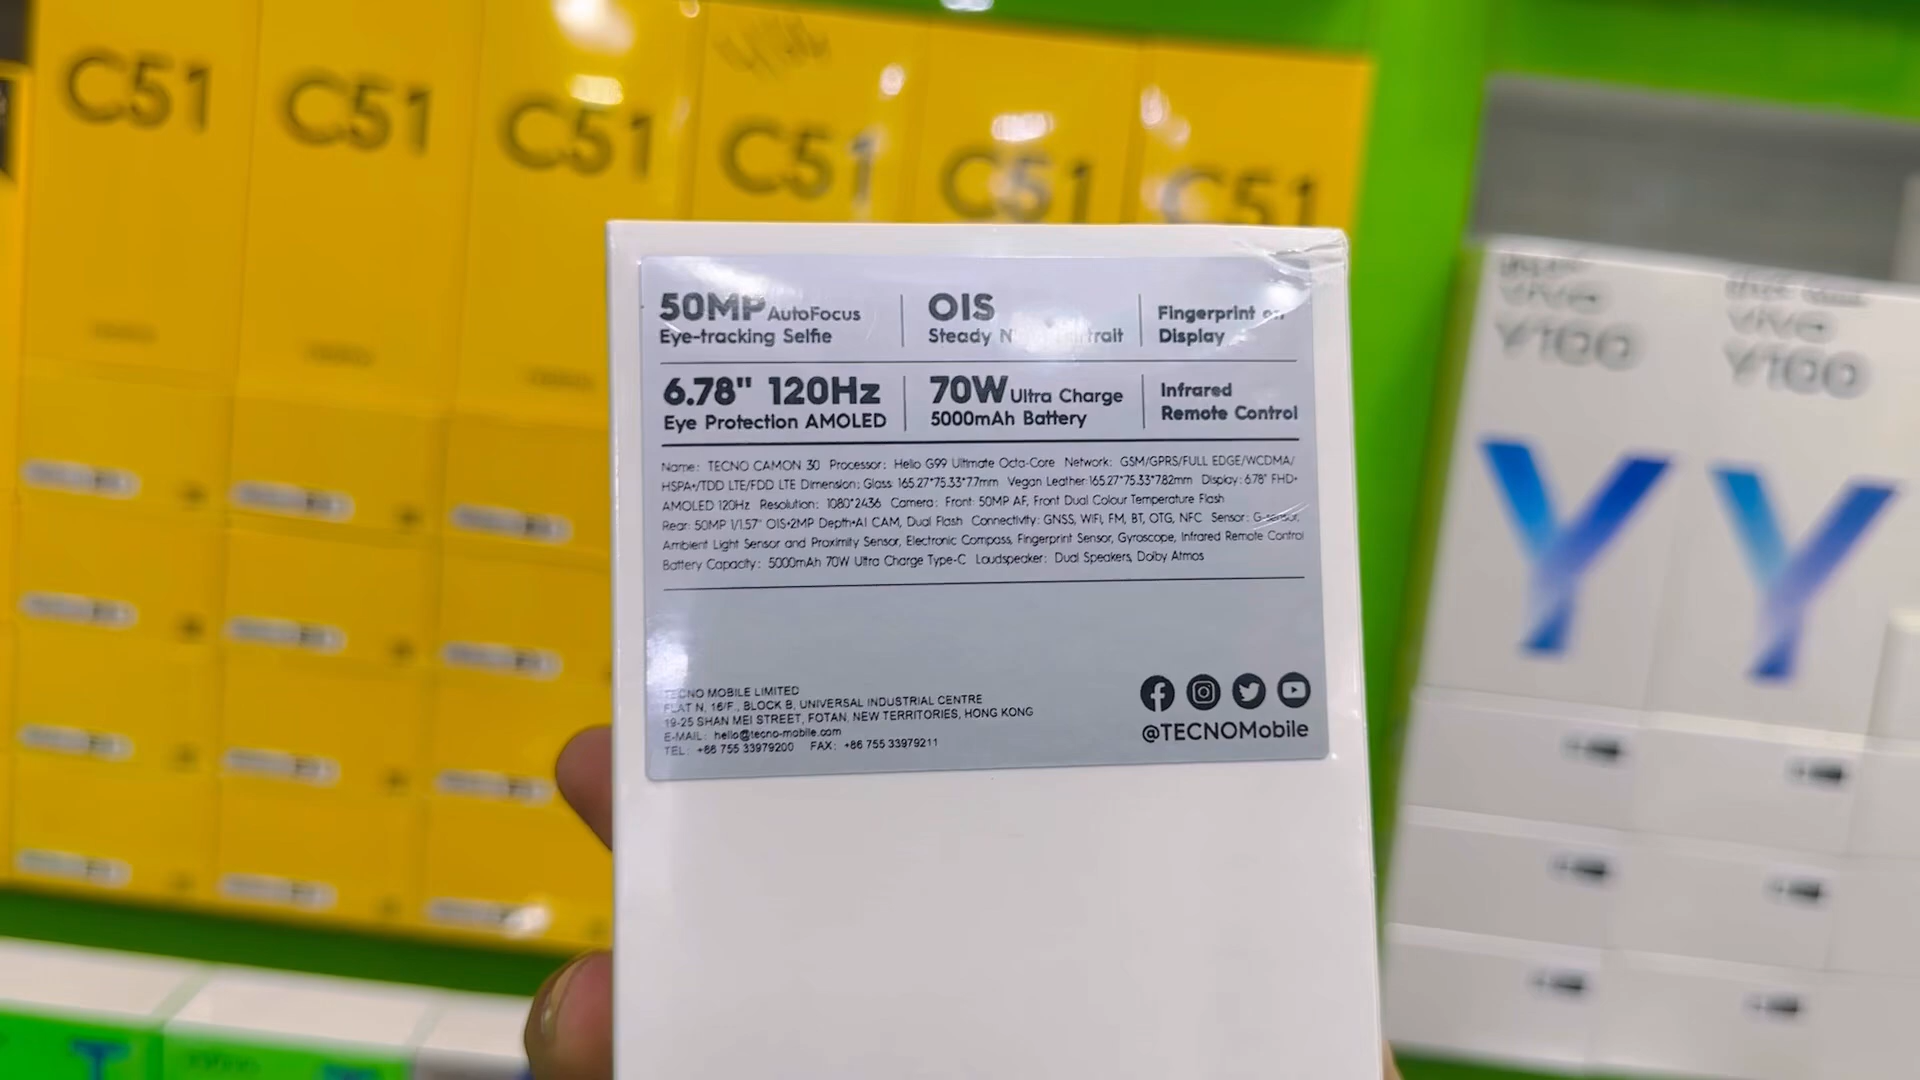 C51 C51 C51 C51 C51 C51
vivo vivo
Y100 Y100
50MP AutoFocus
Eye-tracking Selfie
OIS
Steady
Fingerprint
Display
6.78" 120Hz
Eye Protection AMOLED
70W Ultra Charge
5000mAh Battery
Infrared
Remote Control
Name: TECNO CAMON 30 Processor: Helio G99 Ultimate Octa-Core Network: GSM/GPRS/FULL EDGE/WCDMA/
HSPA+/TDD LTE/FDD LTE Dimension: Glass: 165.27*75.33*7.7mm Vegan Leather:165.27*75.33*7.82mm Display: 6.78" FHD+
AMOLED 120Hz Resolution: 1080*2436 Camera: Front: 50MP AF, Front Dual Colour Temperature Flash
Rear: 50MP 1/1.57" OIS+2MP Depth+AI CAM, Dual Flash Connectivity: GNSS, WiFi, FM, BT, OTG, NFC Sensor: G-sensor,
Ambient Light Sensor and Proximity Sensor, Electronic Compass, Fingerprint Sensor, Gyroscope, Infrared Remote Control
Battery Capacity: 5000mAh 70W Ultra Charge Type-C Loudspeaker: Dual Speakers, Dolby Atmos
TECNO MOBILE LIMITED
FLAT N, 16/F., BLOCK B, UNIVERSAL INDUSTRIAL CENTRE
19-25 SHAN MEI STREET, FOTAN, NEW TERRITORIES, HONG KONG
E-MAIL: hello@tecno-mobile.com
TEL: +86 755 33979200 FAX: +86 755 33979211
@TECNOMobile